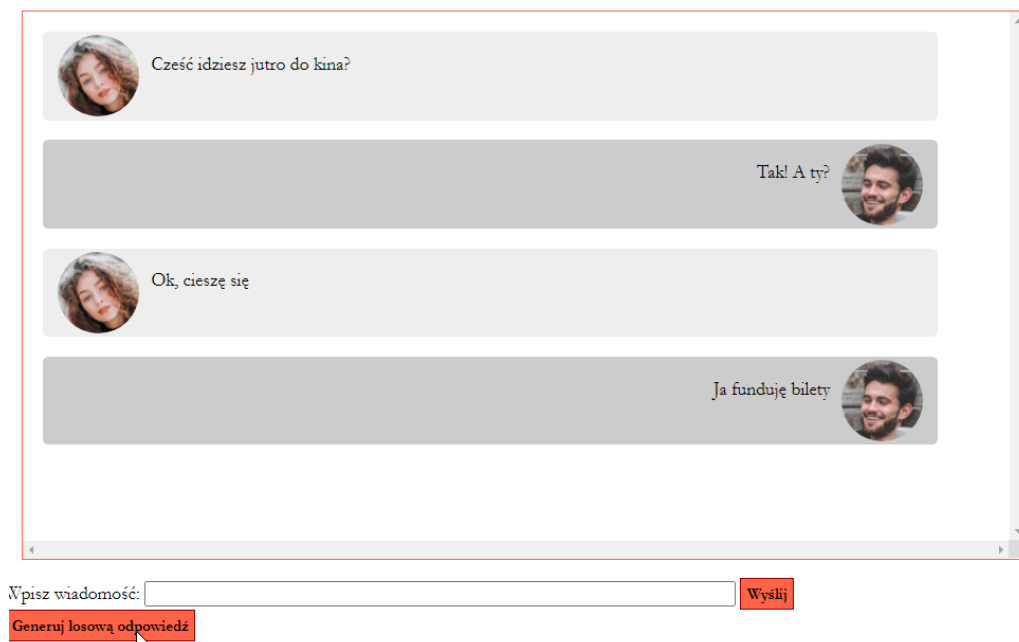 Cześć idziesz jutro do kina?
Tak! A ty?
Ok, cieszę się
Ja funduję bilety
Wpisz wiadomość:
Wyślij
Generuj losową odpowiedź